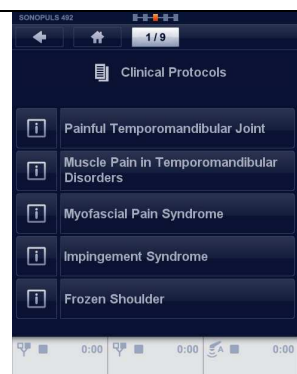 SONOPULS 492
1/9
Clinical Protocols
Painful Temporomandibular Joint
Muscle Pain in Temporomandibular
Disorders
Myofascial Pain Syndrome
Impingement Syndrome
Frozen Shoulder
0:00 0:00 A 0:00